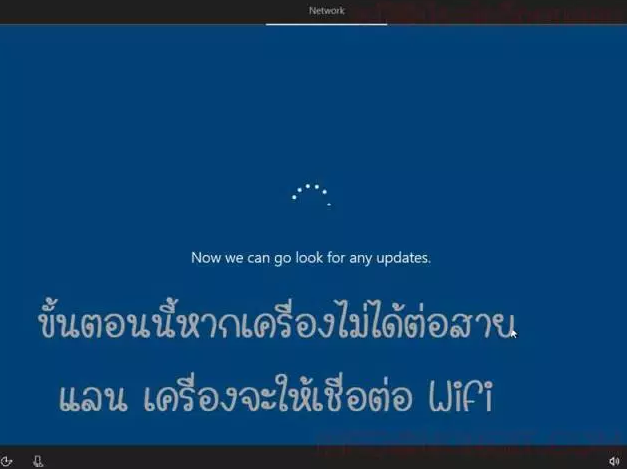 Network
Now we can go look for any updates.
ขั้นตอนนี้หากเครื่องไม่ได้ต่อสาย
แลน เครื่องจะให้เชื่อต่อ WiFi